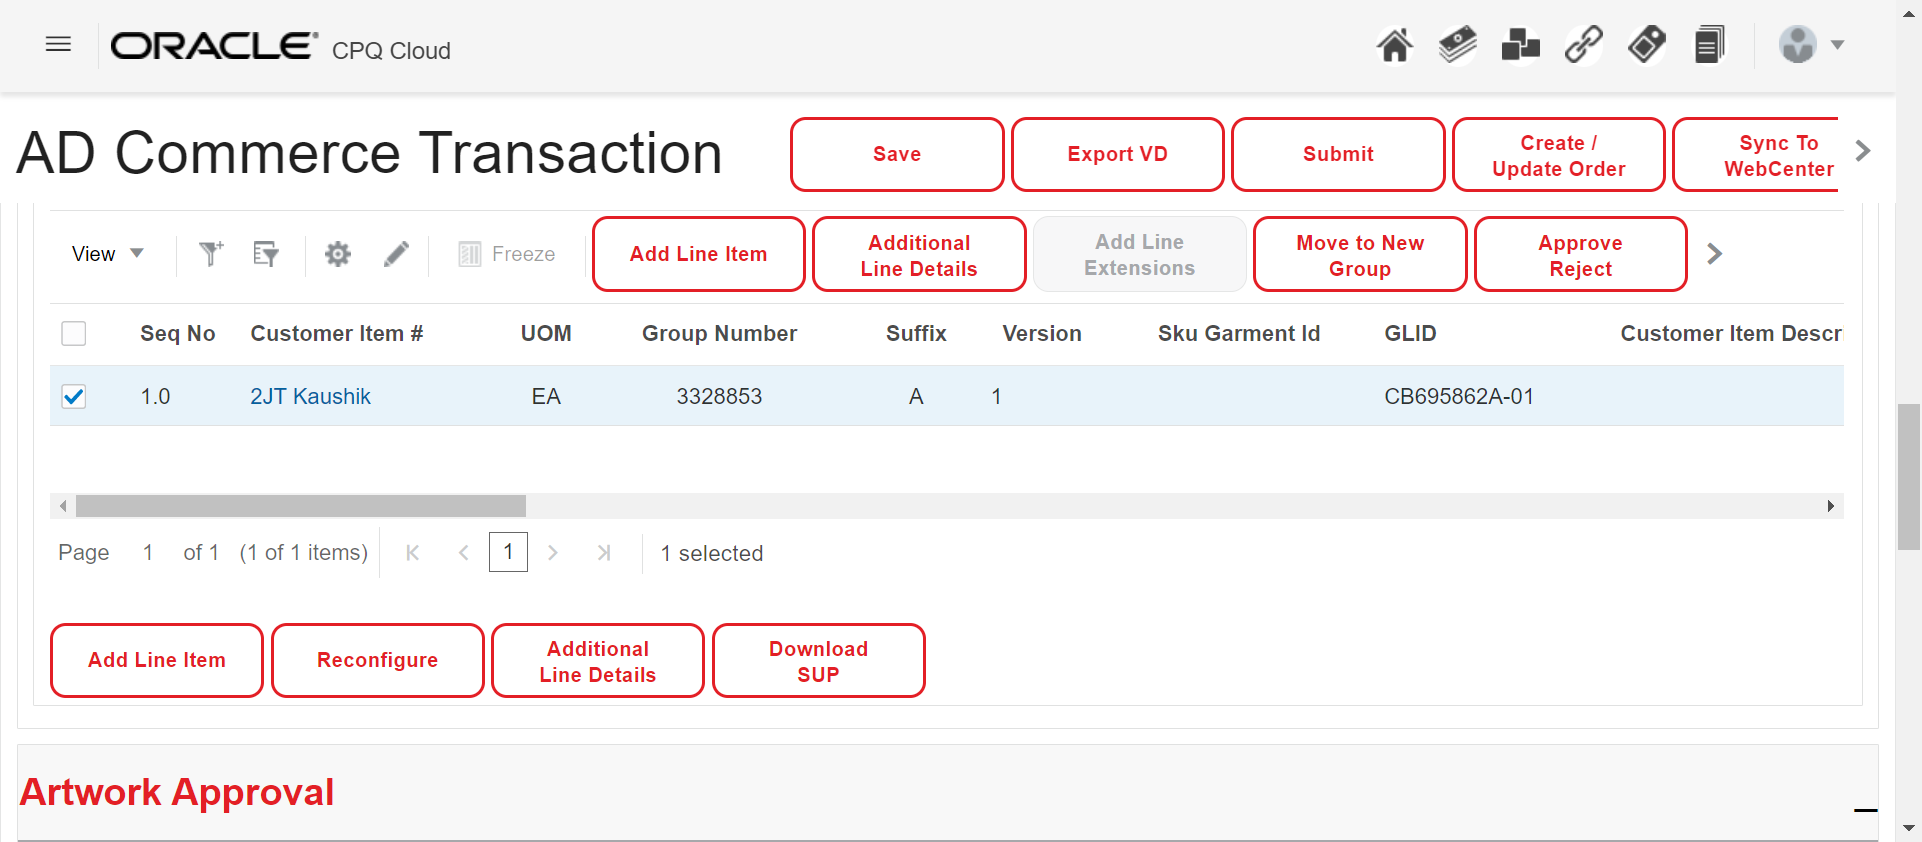 ORACLE® CPQ Cloud
AD Commerce Transaction
Save
Export VD
Submit
Create /
Update Order
Sync To
WebCenter
View
Freeze
Add Line Item
Additional
Line Details
Add Line
Extensions
Move to New
Group
Approve
Reject
Seq No Customer Item # UOM Group Number Suffix Version Sku Garment Id GLID Customer Item Descri
1.0 2JT Kaushik EA 3328853 A 1 CB695862A-01
Page 1 of 1 (1 of 1 items) 1 1 selected
Add Line Item
Reconfigure
Additional
Line Details
Download
SUP
Artwork Approval